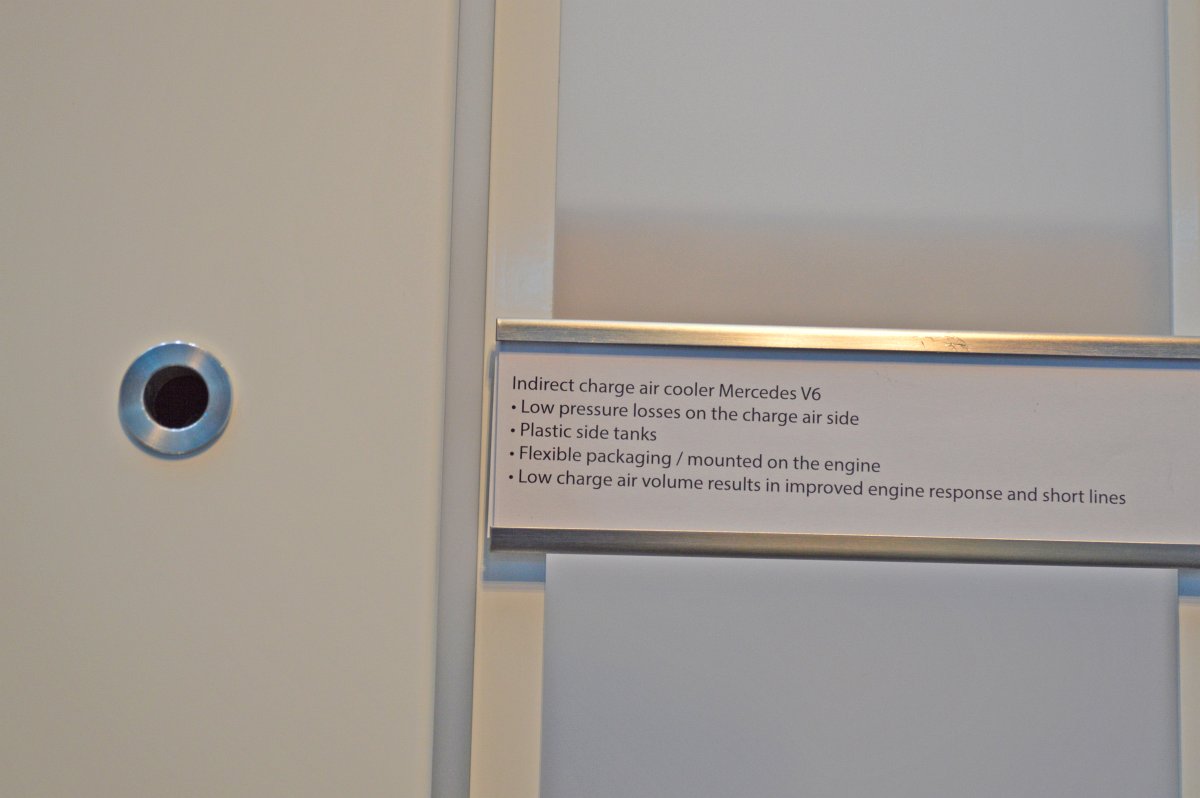 Indirect charge air cooler Mercedes V6
• Low pressure losses on the charge air side
• Plastic side tanks
• Flexible packaging / mounted on the engine
• Low charge air volume results in improved engine response and short lines